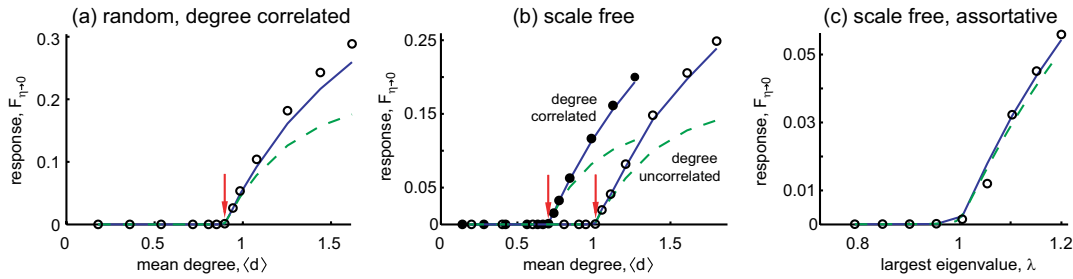 (a) random, degree correlated
response, F_η→0
0.3
0.2
0.1
0
0
0.5
1
1.5
mean degree, ⟨d⟩
(b) scale free
response, F_η→0
0.25
0.15
0.05
0
degree
correlated
degree
uncorrelated
0
0.5
1
1.5
mean degree, ⟨d⟩
(c) scale free, assortative
response, F_η→0
0.05
0.03
0.01
0
0.8
1
1.2
largest eigenvalue, λ